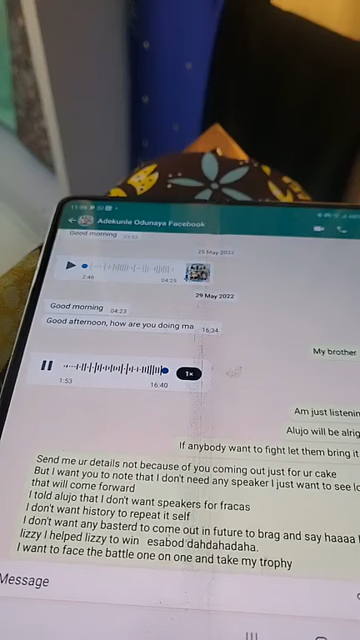 11:06
Adekunle Odunaya Facebook
Good morning
25 May 2022
2:46 04:25
29 May 2022
Good morning 04:23
Good afternoon, how are you doing ma 16:34
1×
1:53 16:40
My brother
Am just listenin
Alujo will be alrig
If anybody want to fight let them bring it
Send me ur details not because of you coming out just for ur cake
But I want you to note that I don't need any speaker I just want to see lo
that will come forward
I told alujo that I don't want speakers for fracas
I don't want history to repeat it self
I don't want any basterd to come out in future to brag and say haaaa I
lizzy I helped lizzy to win esabod dahdahadaha.
I want to face the battle one on one and take my trophy
Message